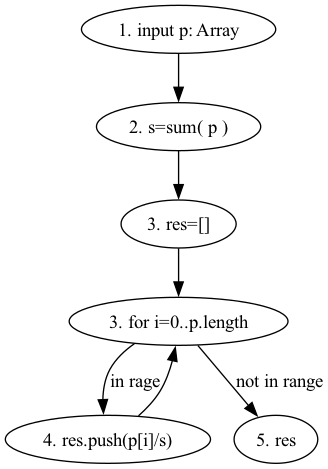 1. input p: Array
2. s=sum( p )
3. res=[]
3. for i=0..p.length
in rage
not in range
4. res.push(p[i]/s)
5. res